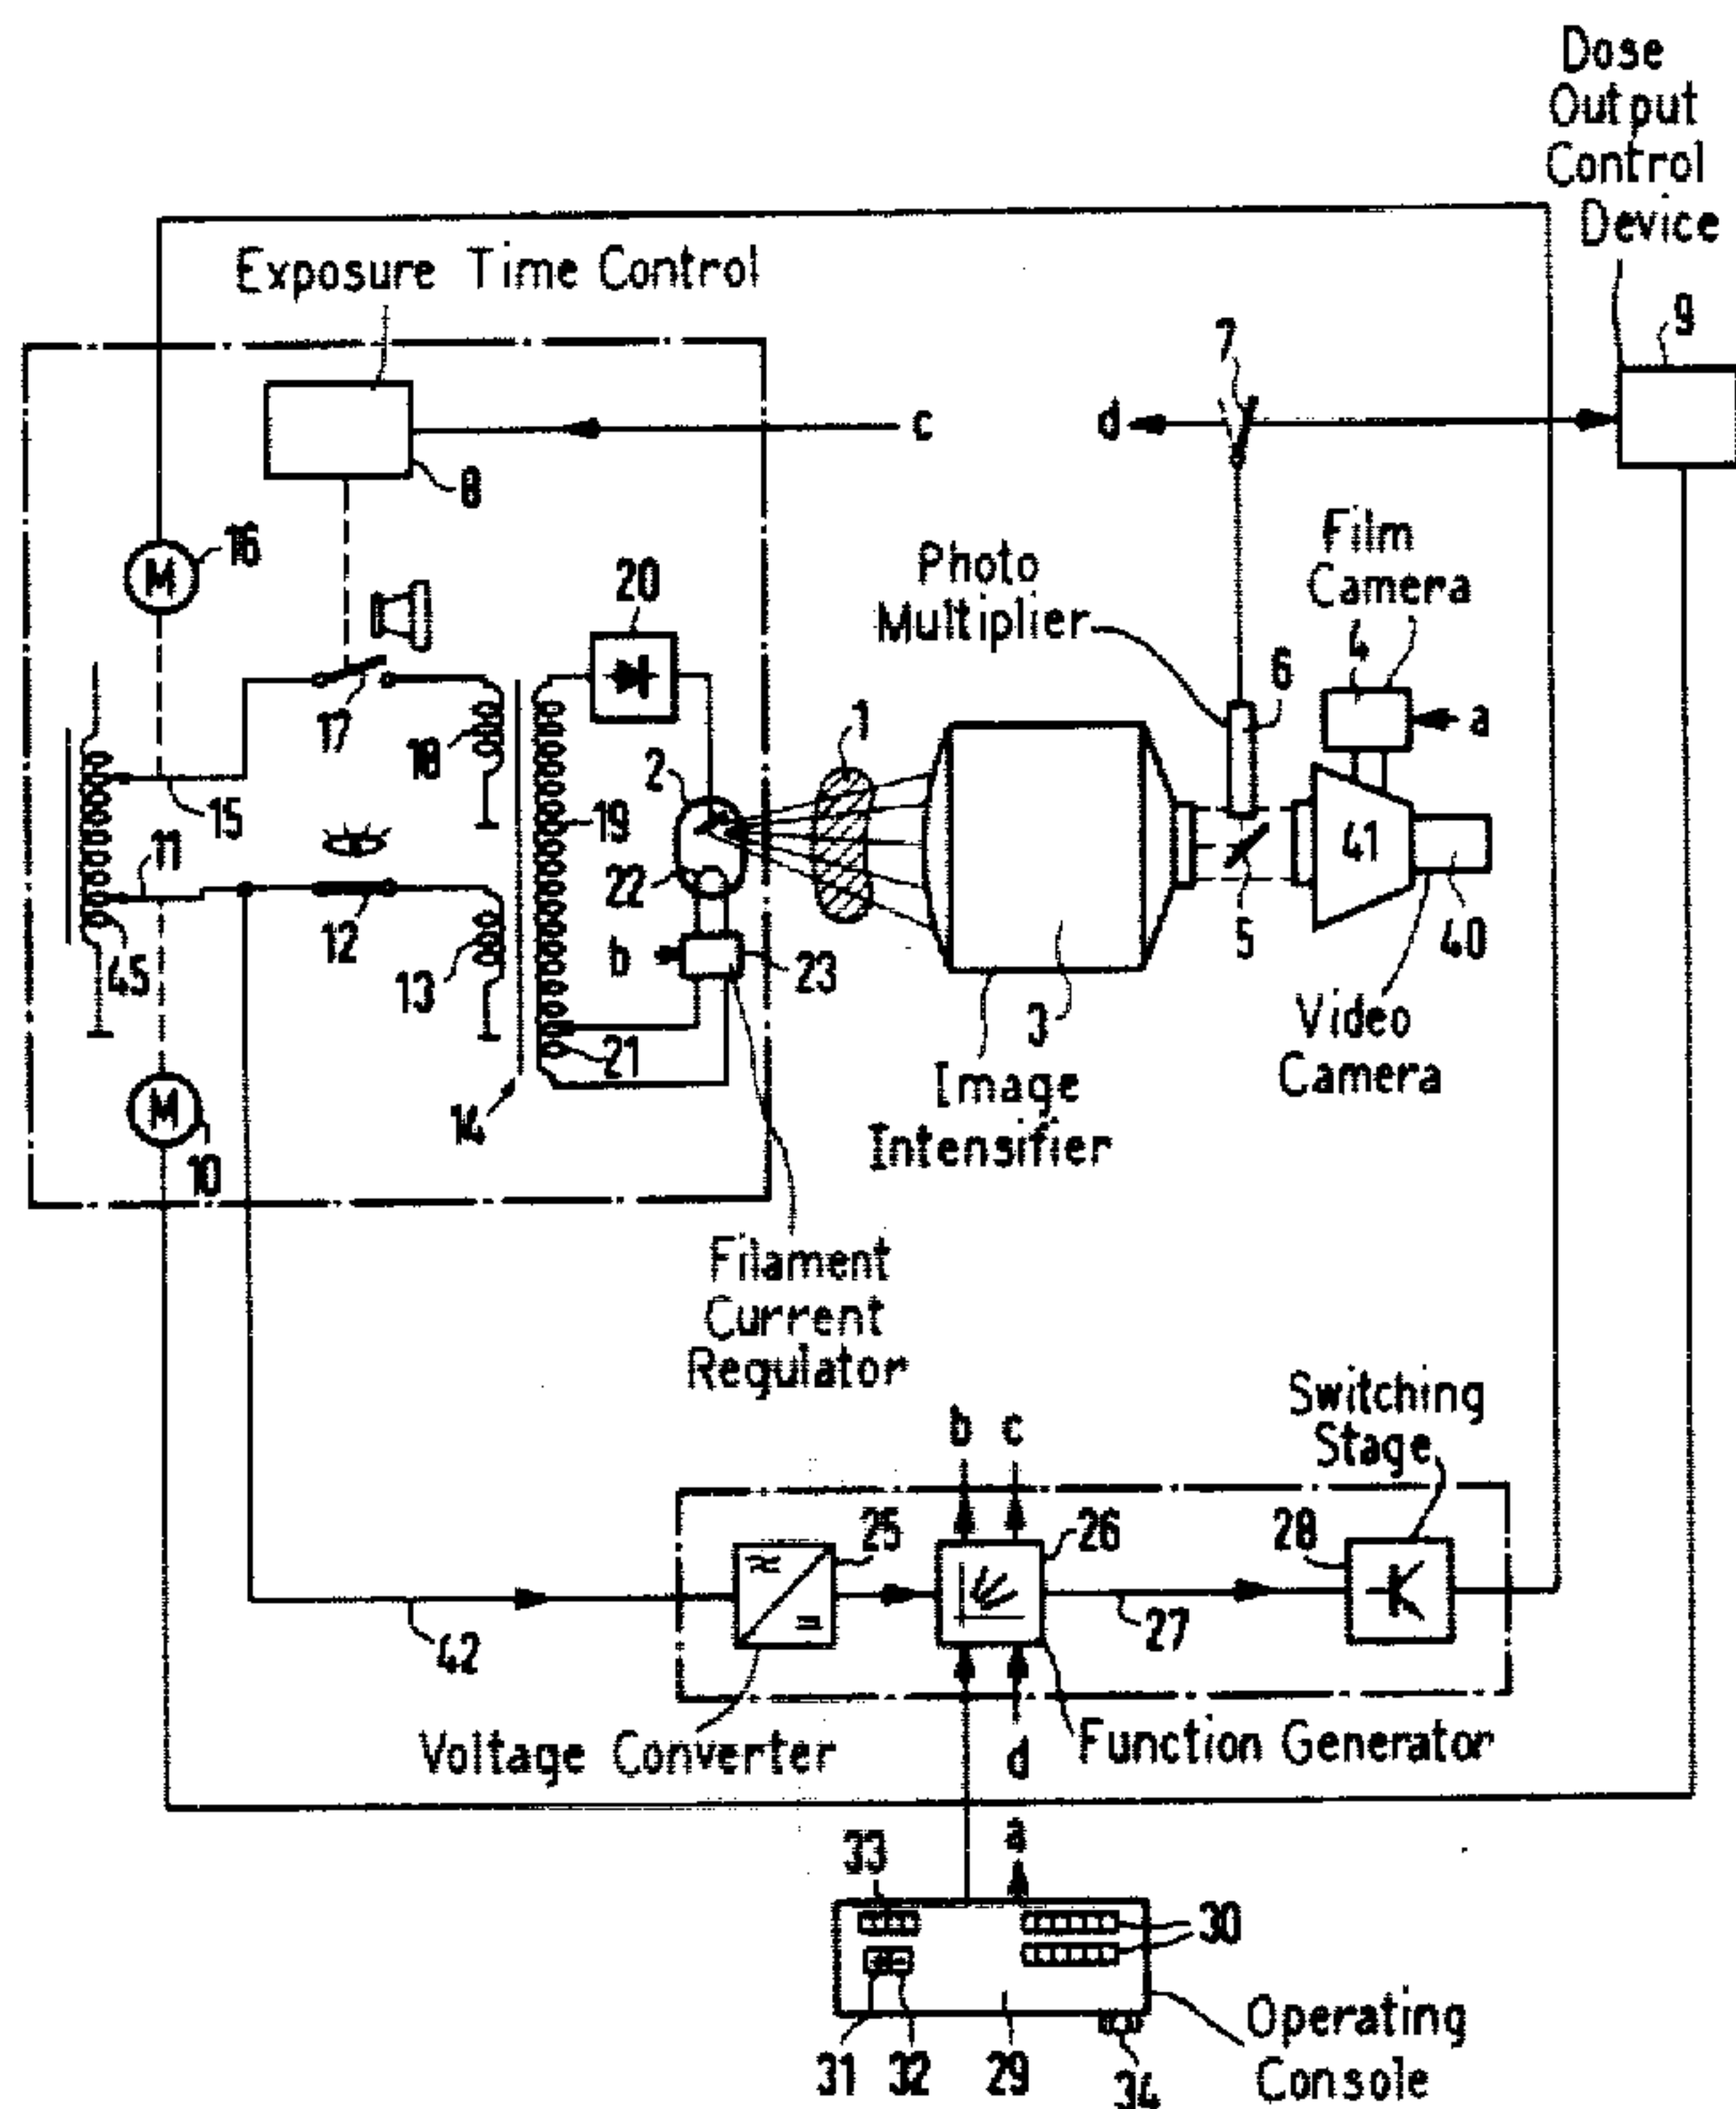 Dose
Output
Control
Device
Exposure Time Control
9
7
c
d
8
16
M
Photo
Multiplier
Film
Camera
20
4
6
a
17
18
1
2
15
19
11
41
22
5
40
12
b
23
45
13
3
Video
Camera
21
Image
Intensifier
M
14
10
Filament
Current
Regulator
Switching
Stage
b c
25
26
28
27
42
Voltage Converter
d
Function Generator
a
33
30
Operating
Console
31 32 29 34